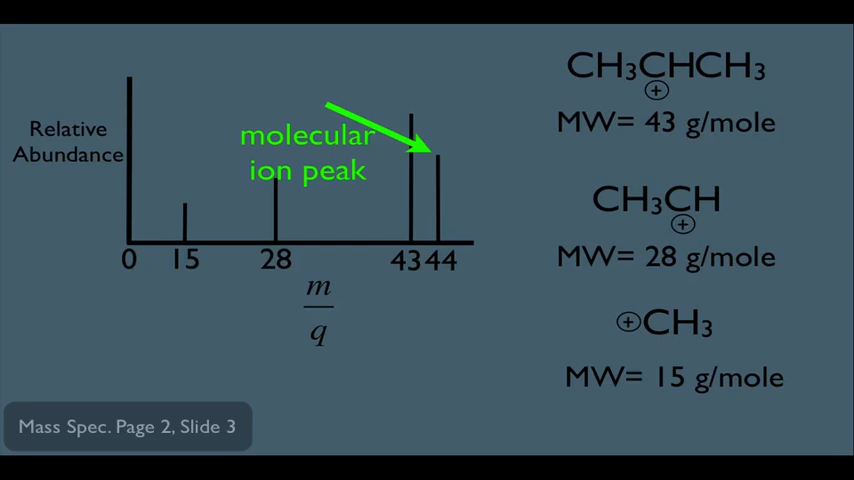 Relative
Abundance
molecular
ion peak
0 15 28 43 44
m
q
CH₃CHCH₃
+
MW= 43 g/mole
CH₃CH
+
MW= 28 g/mole
+CH₃
MW= 15 g/mole
Mass Spec. Page 2, Slide 3